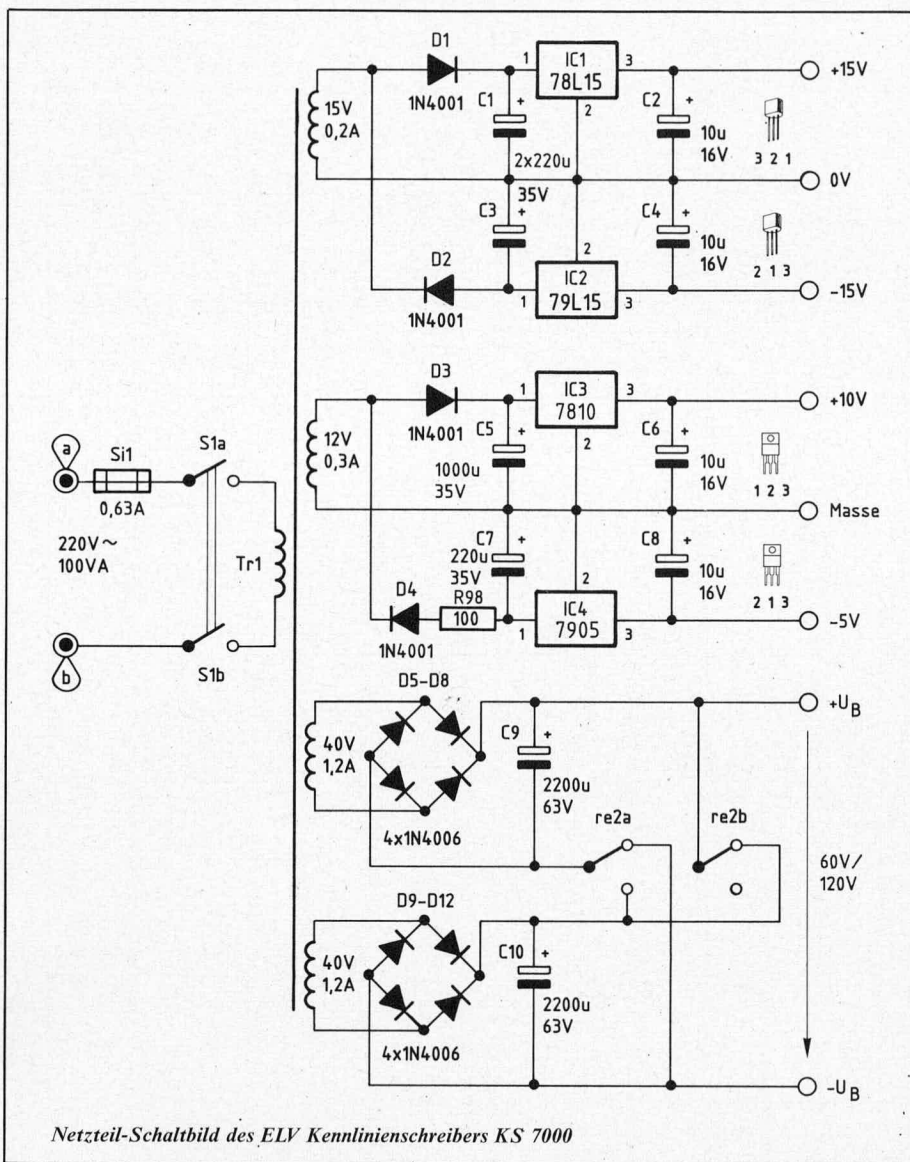 D1
1N4001
15V
0,2A
1
IC1
78L15
3
2
C1
+
C2
+
10u
16V
+15V
3 2 1
2x220u
35V
0V
C3
+
C4
+
10u
16V
2 1 3
D2
1N4001
2
1
IC2
79L15
3
-15V
D3
1N4001
12V
0,3A
1
IC3
7810
3
2
C5
+
1000u
35V
C6
+
10u
16V
+10V
1 2 3
Masse
C7
+
220u
35V
C8
+
10u
16V
2 1 3
D4
1N4001
R98
100
2
1
IC4
7905
3
-5V
a
Si1
0,63A
S1a
220V~
100VA
Tr1
b
S1b
D5-D8
40V
1,2A
4x1N4006
C9
+
2200u
63V
re2a
re2b
+UB
60V/
120V
D9-D12
40V
1,2A
4x1N4006
C10
+
2200u
63V
-UB
Netzteil-Schaltbild des ELV Kennlinienschreibers KS 7000